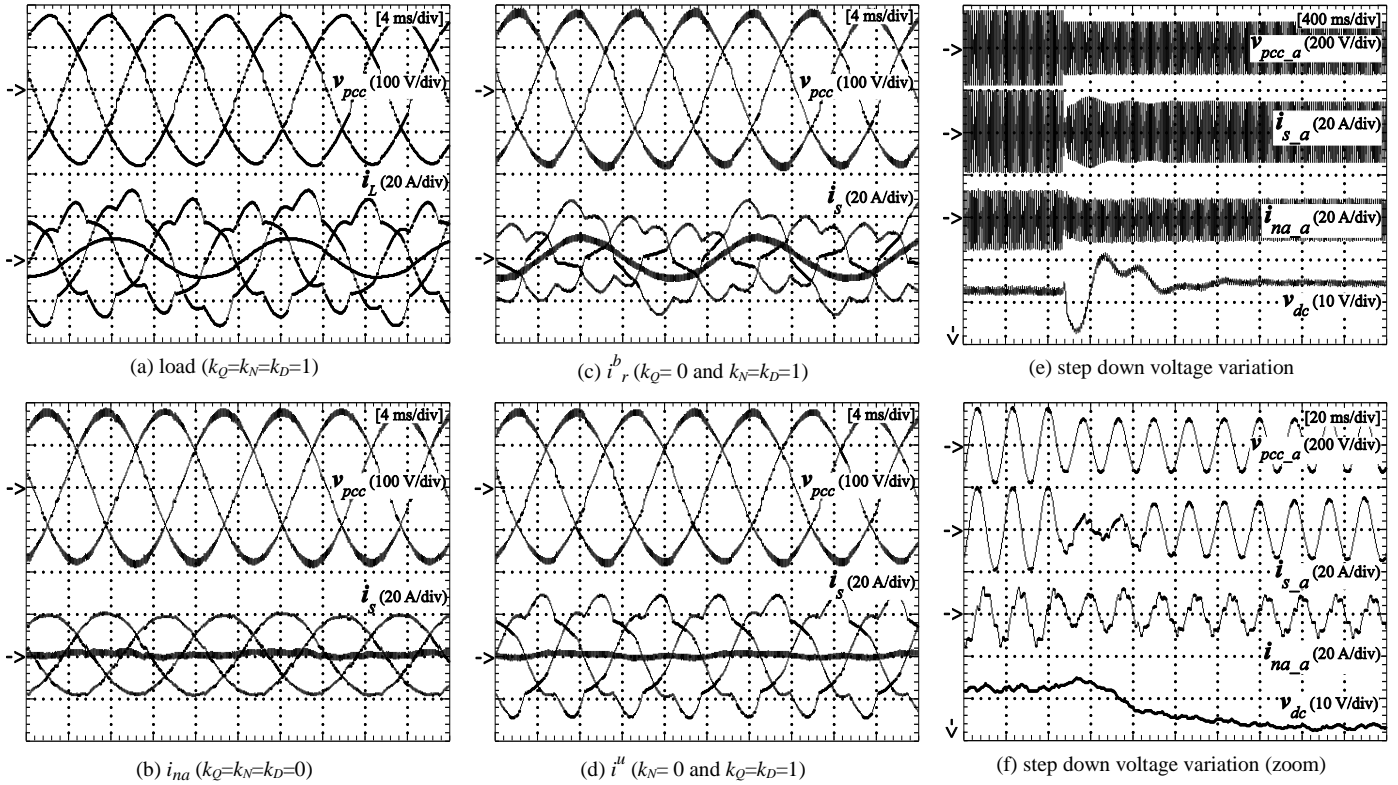 [4 ms/div]
v_pcc (100 V/div)
i_L (20 A/div)
(a) load (k_Q=k_N=k_D=1)
[4 ms/div]
v_pcc (100 V/div)
i_s (20 A/div)
(b) i_na (k_Q=k_N=k_D=0)
[4 ms/div]
v_pcc (100 V/div)
i_s (20 A/div)
(c) i^b_r (k_Q= 0 and k_N=k_D=1)
[4 ms/div]
v_pcc (100 V/div)
i_s (20 A/div)
(d) i^u (k_N= 0 and k_Q=k_D=1)
[400 ms/div]
v_pcc_a (200 V/div)
i_s_a (20 A/div)
i_na_a (20 A/div)
v_dc (10 V/div)
(e) step down voltage variation
[20 ms/div]
v_pcc_a (200 V/div)
i_s_a (20 A/div)
i_na_a (20 A/div)
v_dc (10 V/div)
(f) step down voltage variation (zoom)